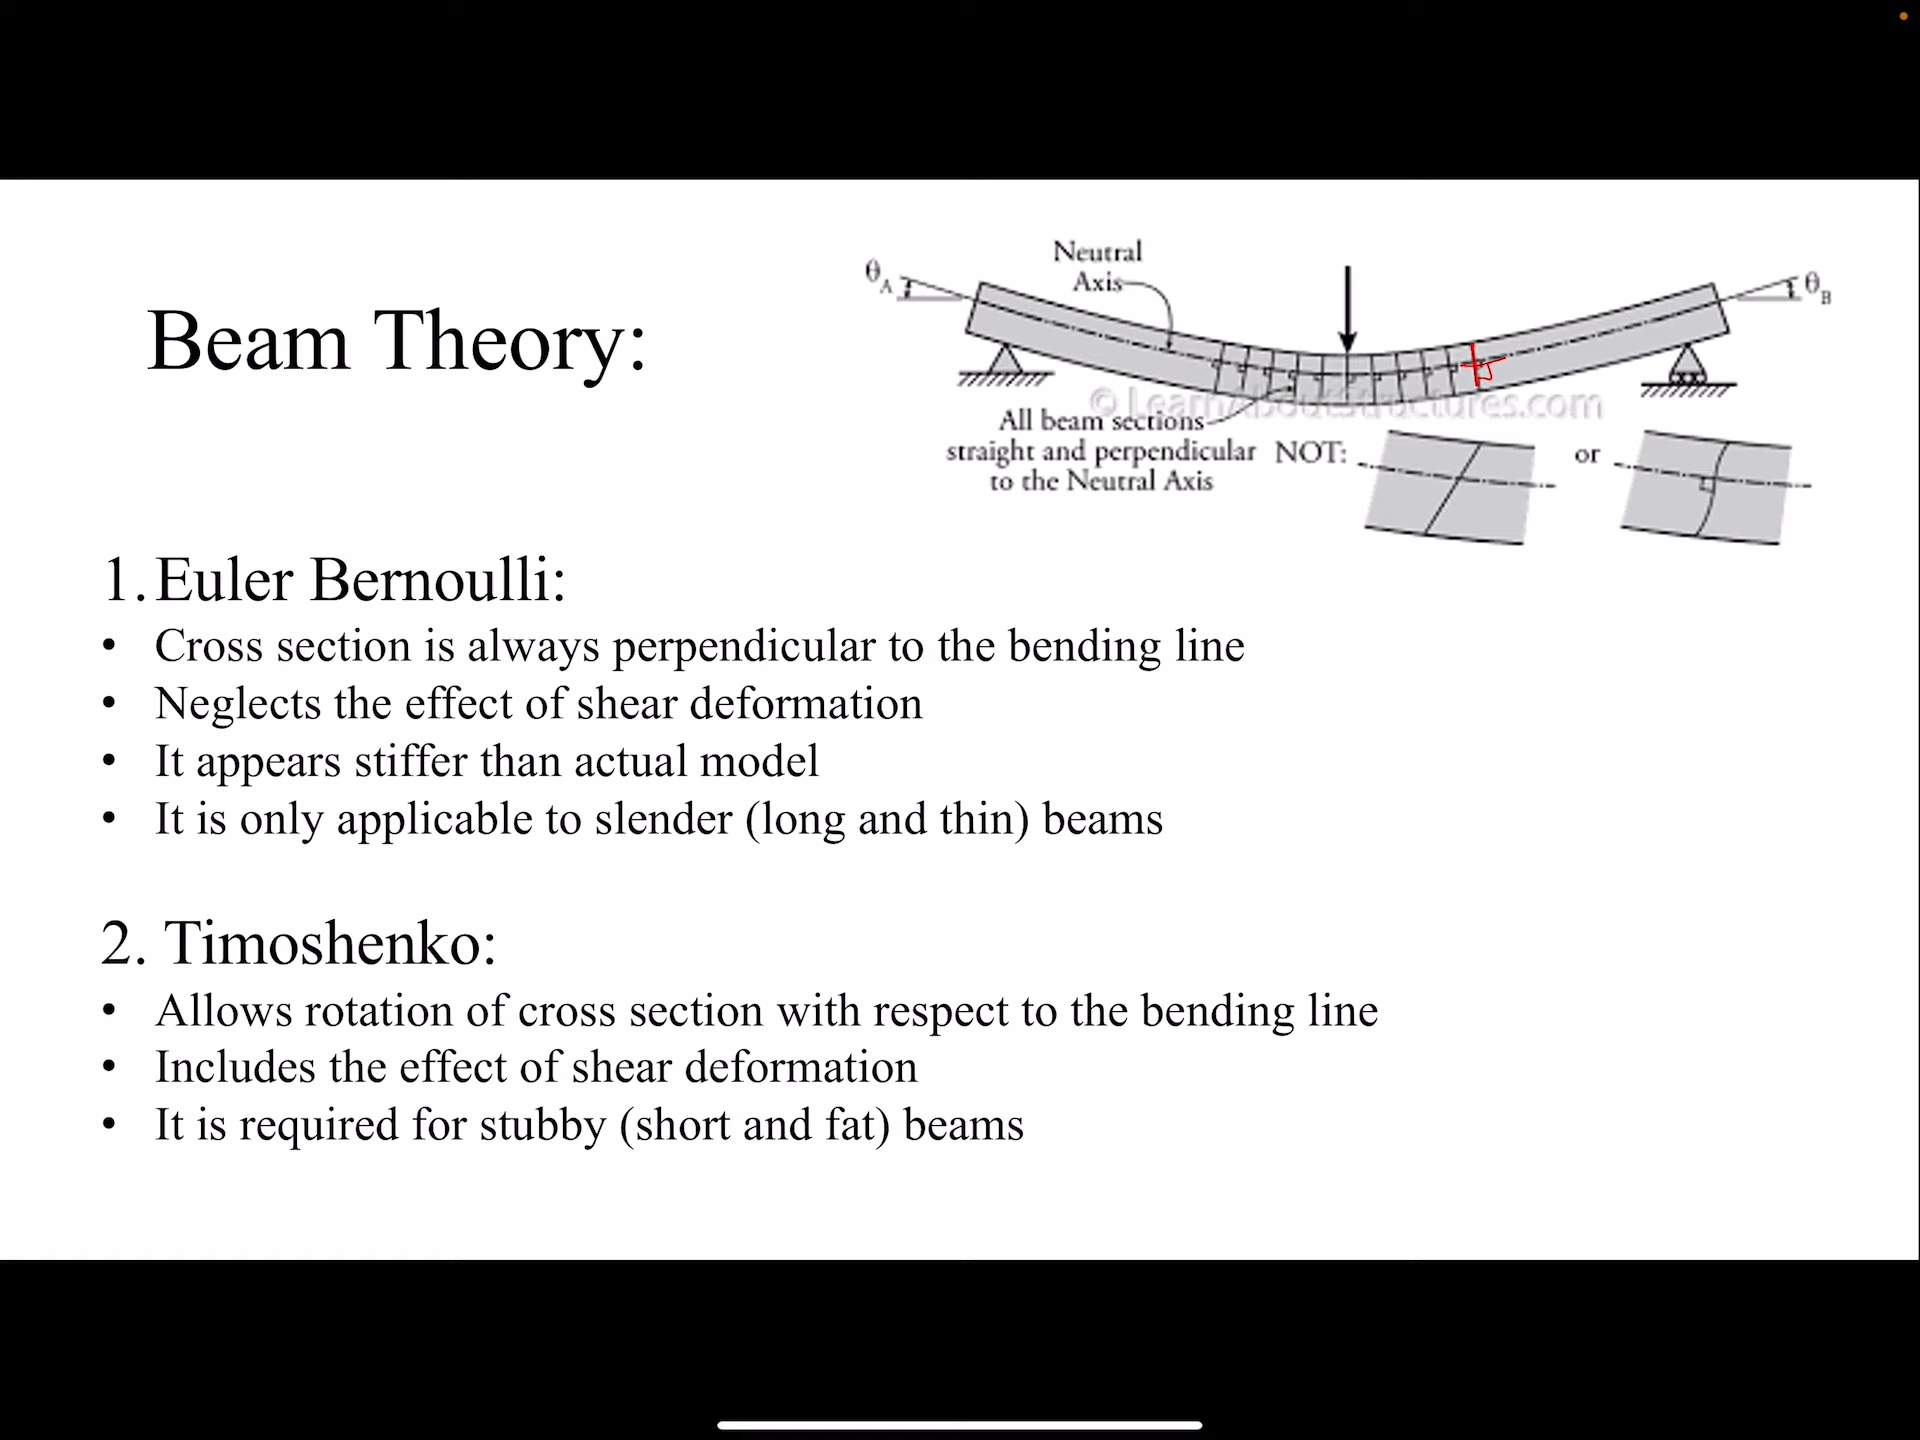 Beam Theory:
θA
Neutral
Axis
θB
© LearnAboutStructures.com
All beam sections
straight and perpendicular
to the Neutral Axis
NOT:
or
1. Euler Bernoulli:
• Cross section is always perpendicular to the bending line
• Neglects the effect of shear deformation
• It appears stiffer than actual model
• It is only applicable to slender (long and thin) beams
2. Timoshenko:
• Allows rotation of cross section with respect to the bending line
• Includes the effect of shear deformation
• It is required for stubby (short and fat) beams